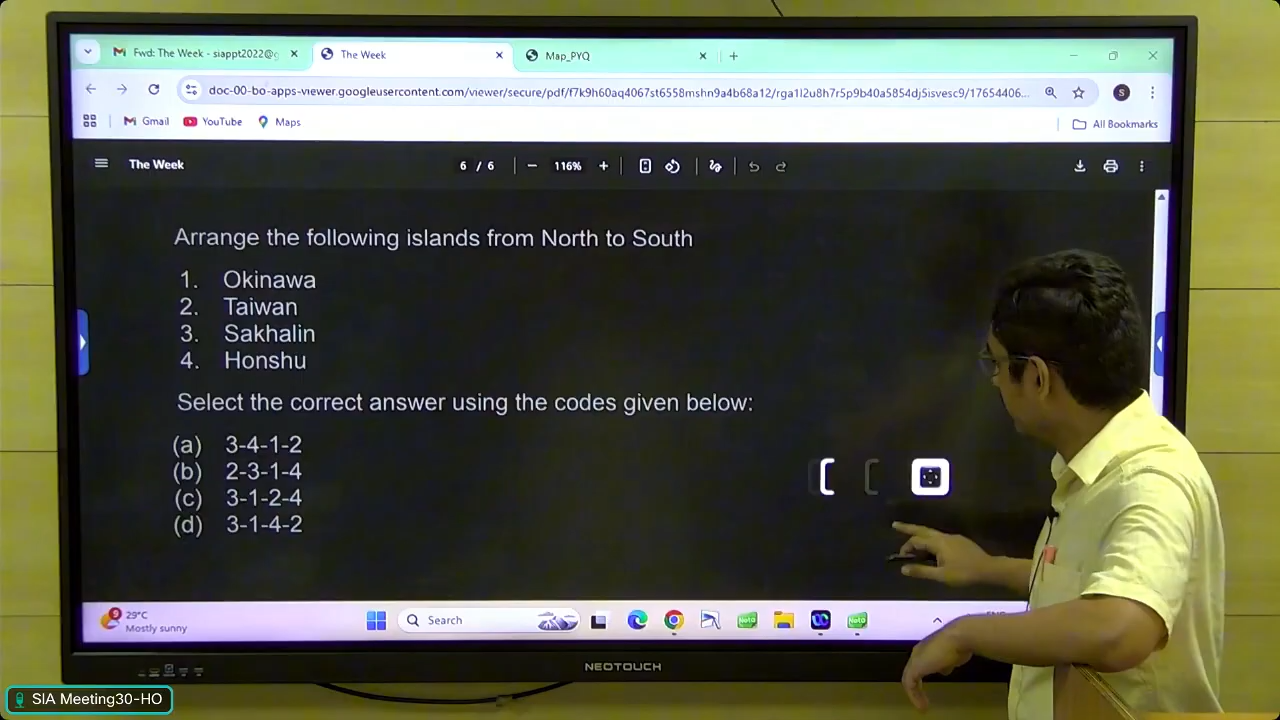 Fwd: The Week - siappt2022@g
The Week
Map_PYQ
doc-00-bo-apps-viewer.googleusercontent.com/viewer/secure/pdf/f7k9h60aq4067st6558mshn9a4b68a12/rga1l2u8h7r5p9b40a5854dj5isvesc9/17654406...
S
Gmail
YouTube
Maps
All Bookmarks
The Week
6 / 6
116%
Arrange the following islands from North to South
1. Okinawa
2. Taiwan
3. Sakhalin
4. Honshu
Select the correct answer using the codes given below:
(a) 3-4-1-2
(b) 2-3-1-4
(c) 3-1-2-4
(d) 3-1-4-2
29°C
Mostly sunny
Search
NEOTOUCH
SIA Meeting30-HO